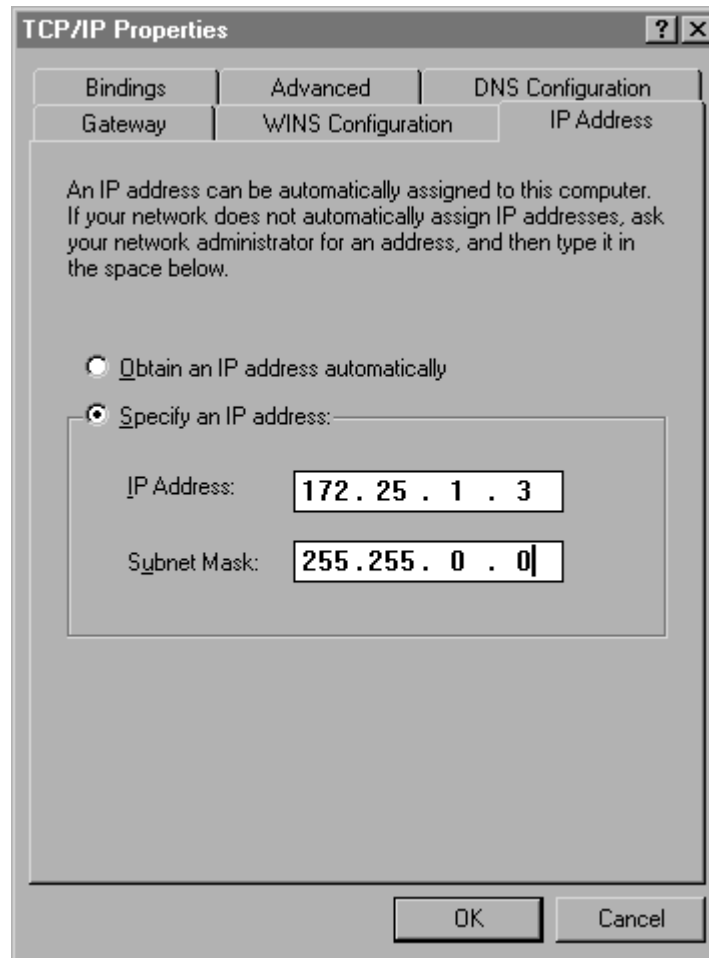 TCP/IP Properties
? X
Bindings Advanced DNS Configuration
Gateway WINS Configuration IP Address
An IP address can be automatically assigned to this computer.
If your network does not automatically assign IP addresses, ask
your network administrator for an address, and then type it in
the space below.
Obtain an IP address automatically
Specify an IP address:
IP Address: 172. 25 . 1 . 3
Subnet Mask: 255.255. 0 . 0
OK Cancel